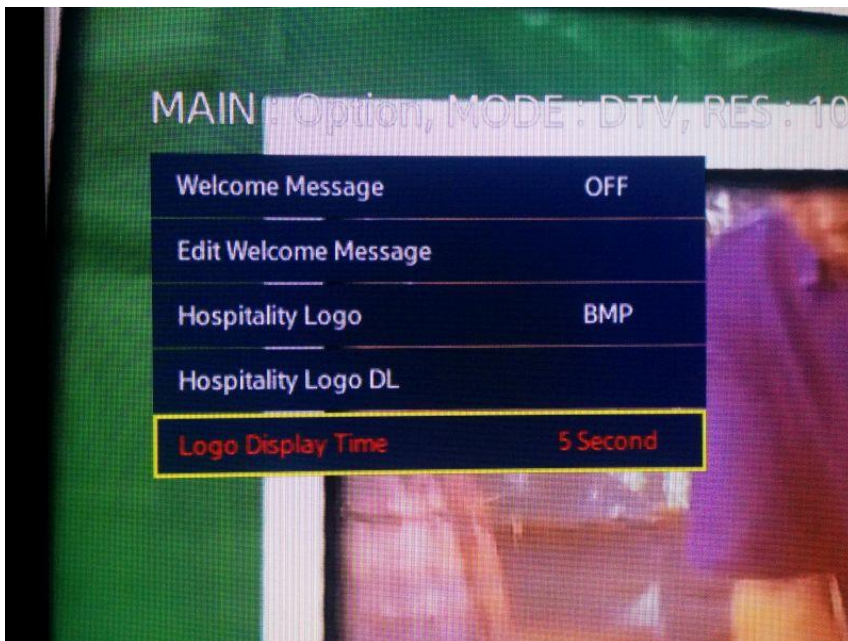 MAIN : Option, MODE : DTV, RES : 10
Welcome Message OFF
Edit Welcome Message
Hospitality Logo BMP
Hospitality Logo DL
Logo Display Time 5 Second